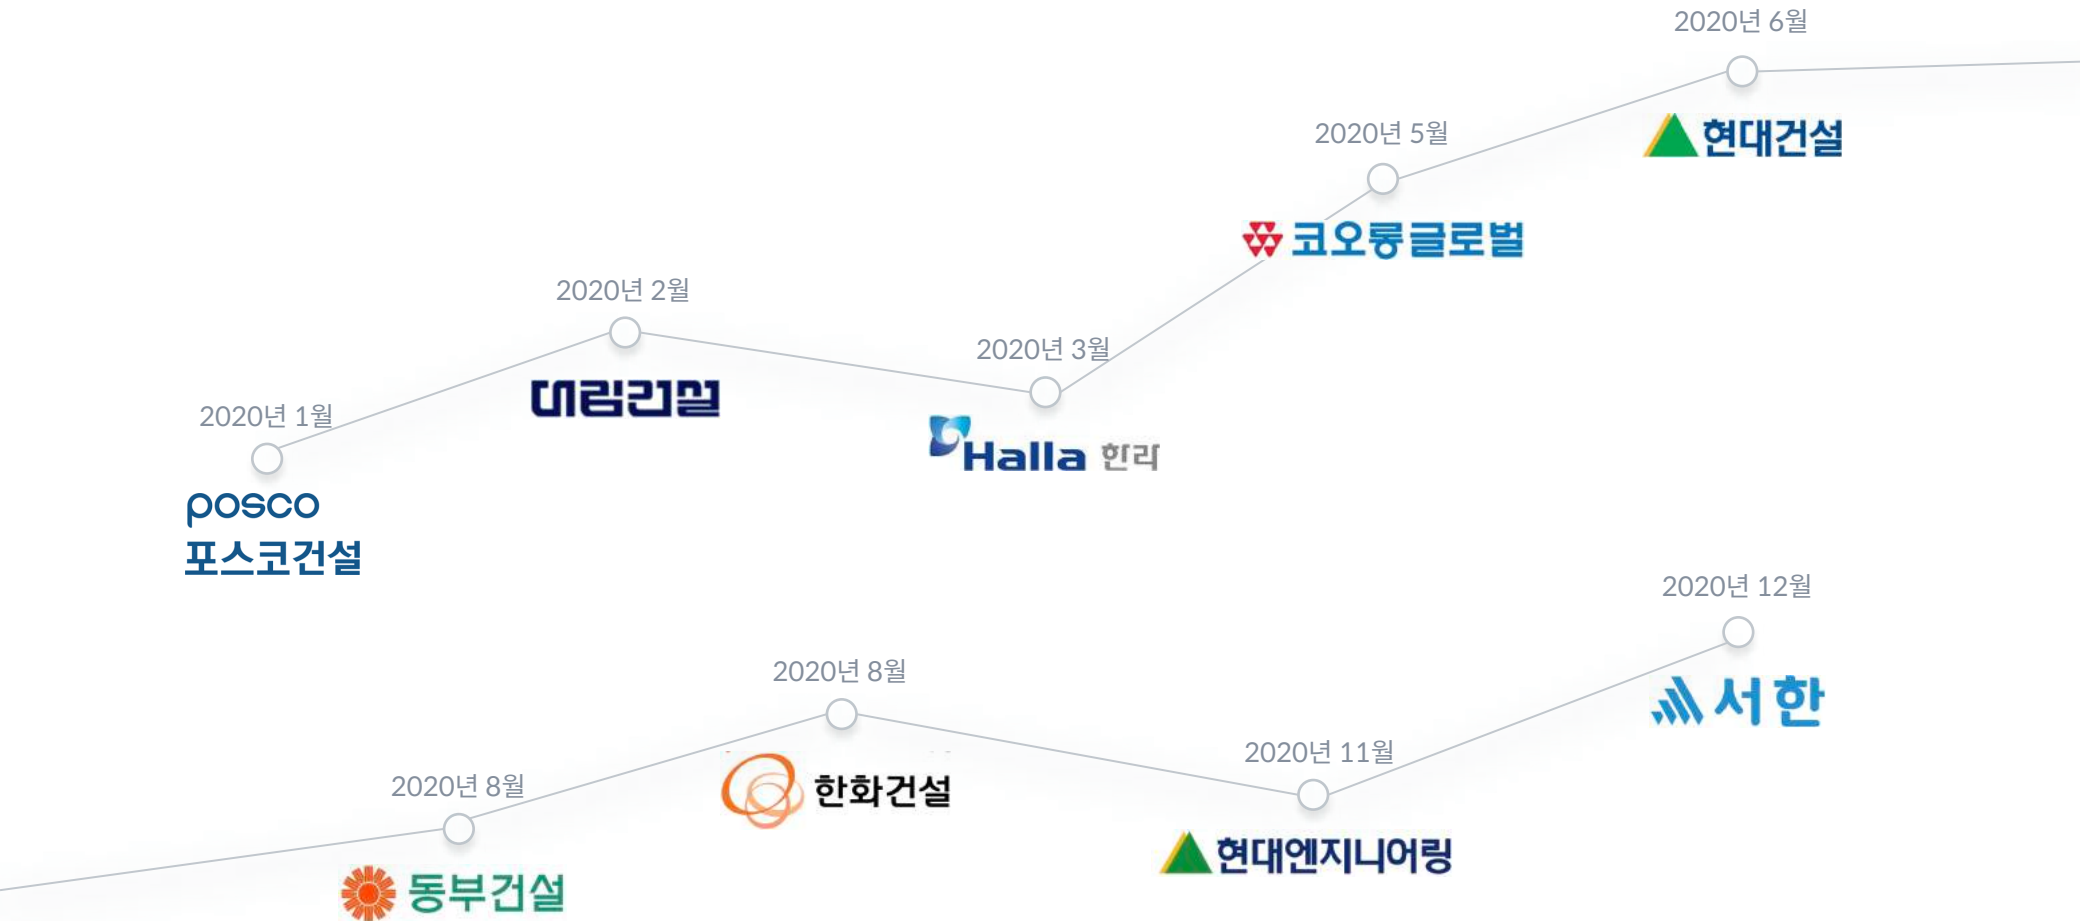 2020년 6월
현대건설
2020년 5월
코오롱글로벌
2020년 2월
대림건설
2020년 3월
Halla 한라
2020년 1월
posco
포스코건설
2020년 12월
서한
2020년 8월
한화건설
2020년 11월
현대엔지니어링
2020년 8월
동부건설